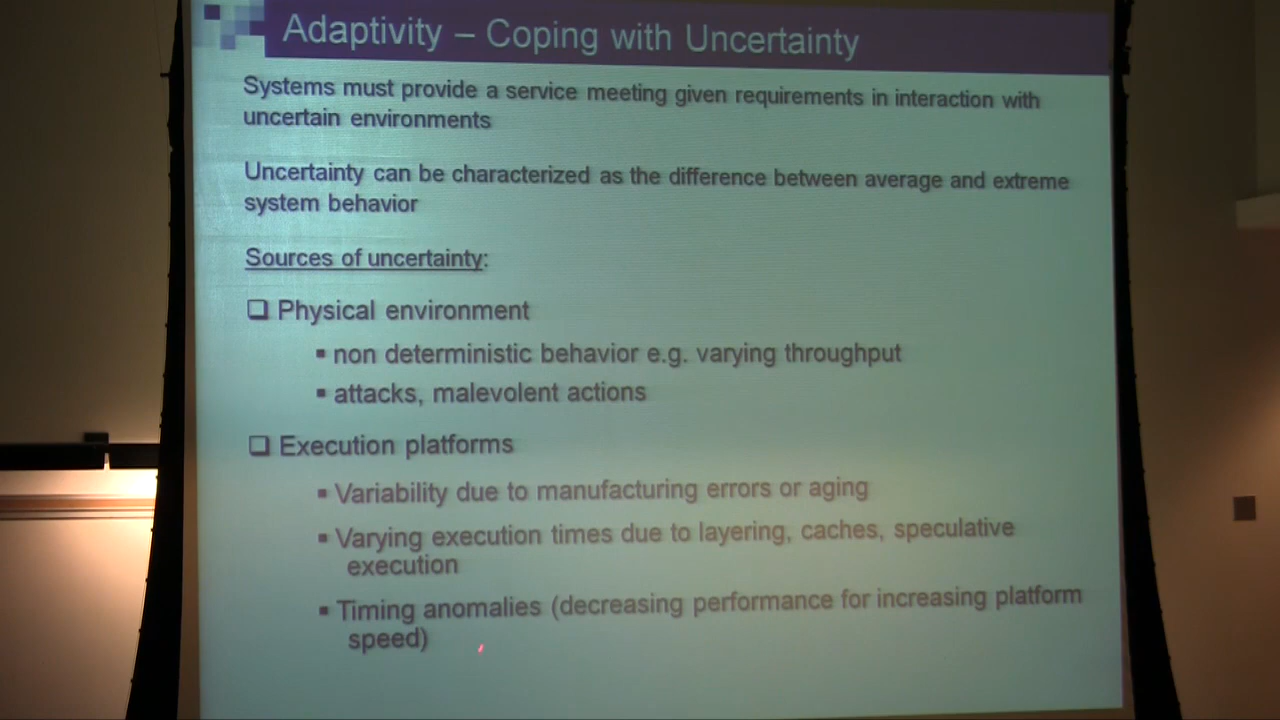 Adaptivity – Coping with Uncertainty
Systems must provide a service meeting given requirements in interaction with
uncertain environments
Uncertainty can be characterized as the difference between average and extreme
system behavior
Sources of uncertainty:
❑ Physical environment
▪ non deterministic behavior e.g. varying throughput
▪ attacks, malevolent actions
❑ Execution platforms
▪ Variability due to manufacturing errors or aging
▪ Varying execution times due to layering, caches, speculative
execution
▪ Timing anomalies (decreasing performance for increasing platform
speed)